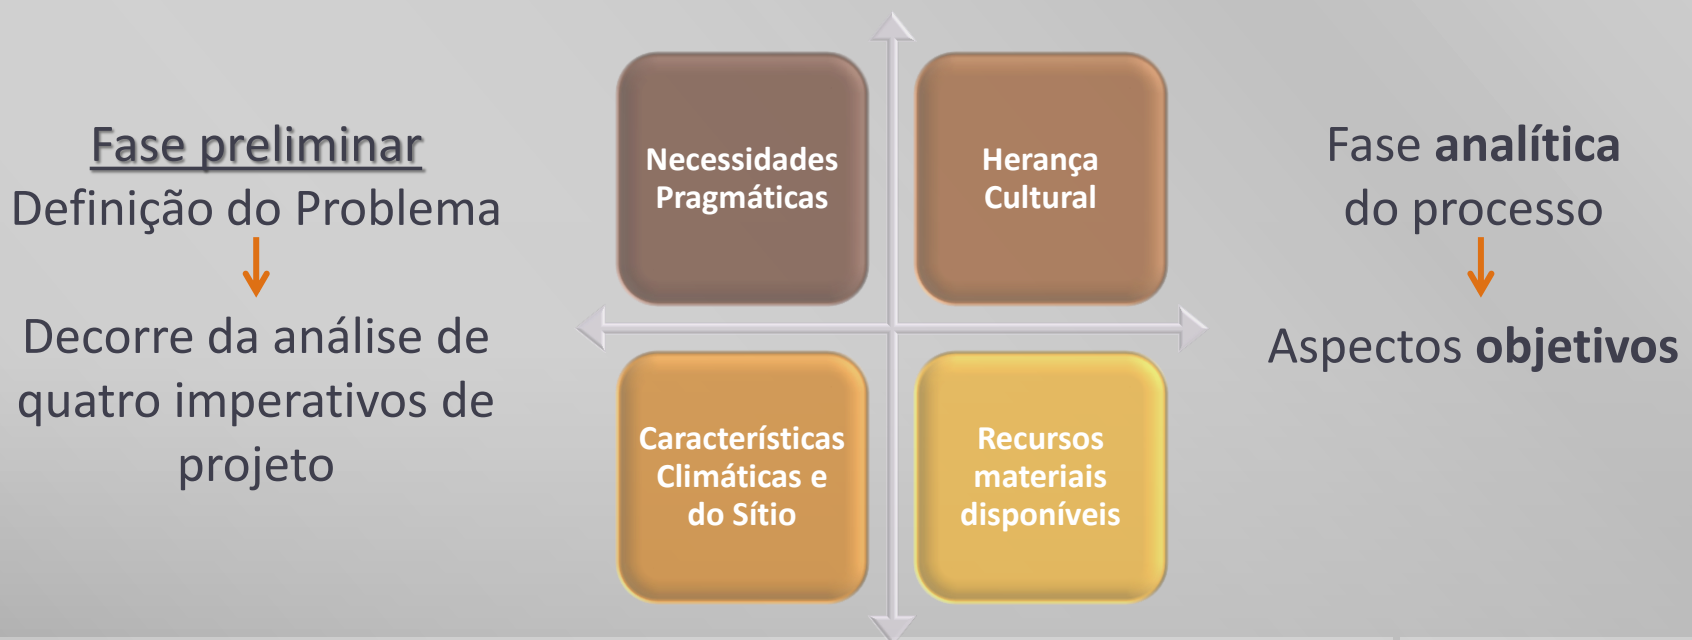 Fase preliminar
Definição do Problema
Decorre da análise de
quatro imperativos de
projeto
Necessidades
Pragmáticas
Herança
Cultural
Características
Climáticas e
do Sítio
Recursos
materiais
disponíveis
Fase analítica
do processo
Aspectos objetivos